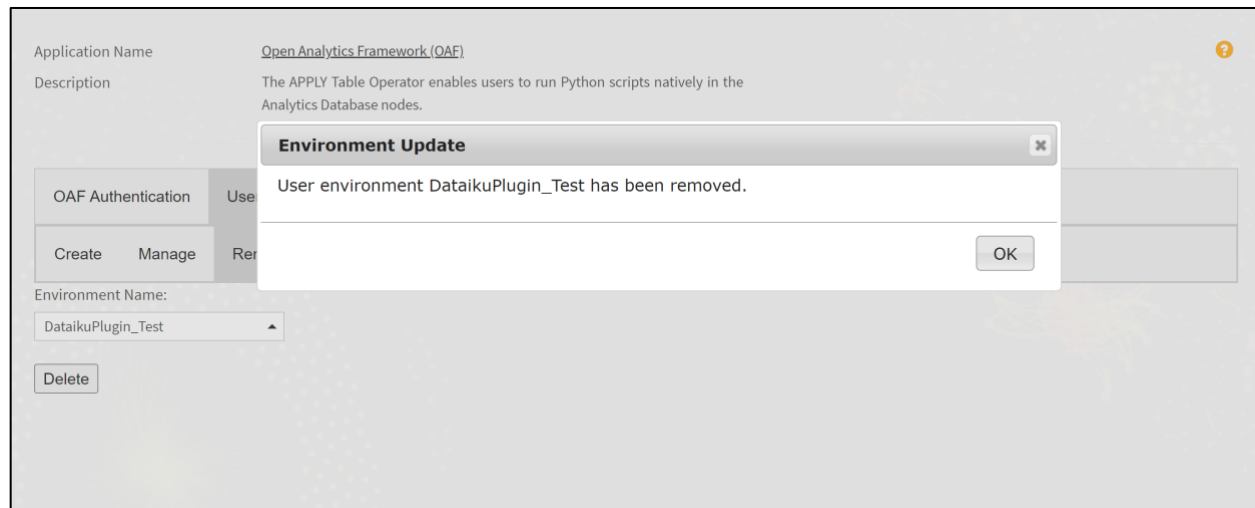 Application Name
Open Analytics Framework (OAF)
?
Description
The APPLY Table Operator enables users to run Python scripts natively in the
Analytics Database nodes.
Environment Update
User environment DataikuPlugin_Test has been removed.
OK
OAF Authentication
Create Manage
Environment Name:
DataikuPlugin_Test
Delete